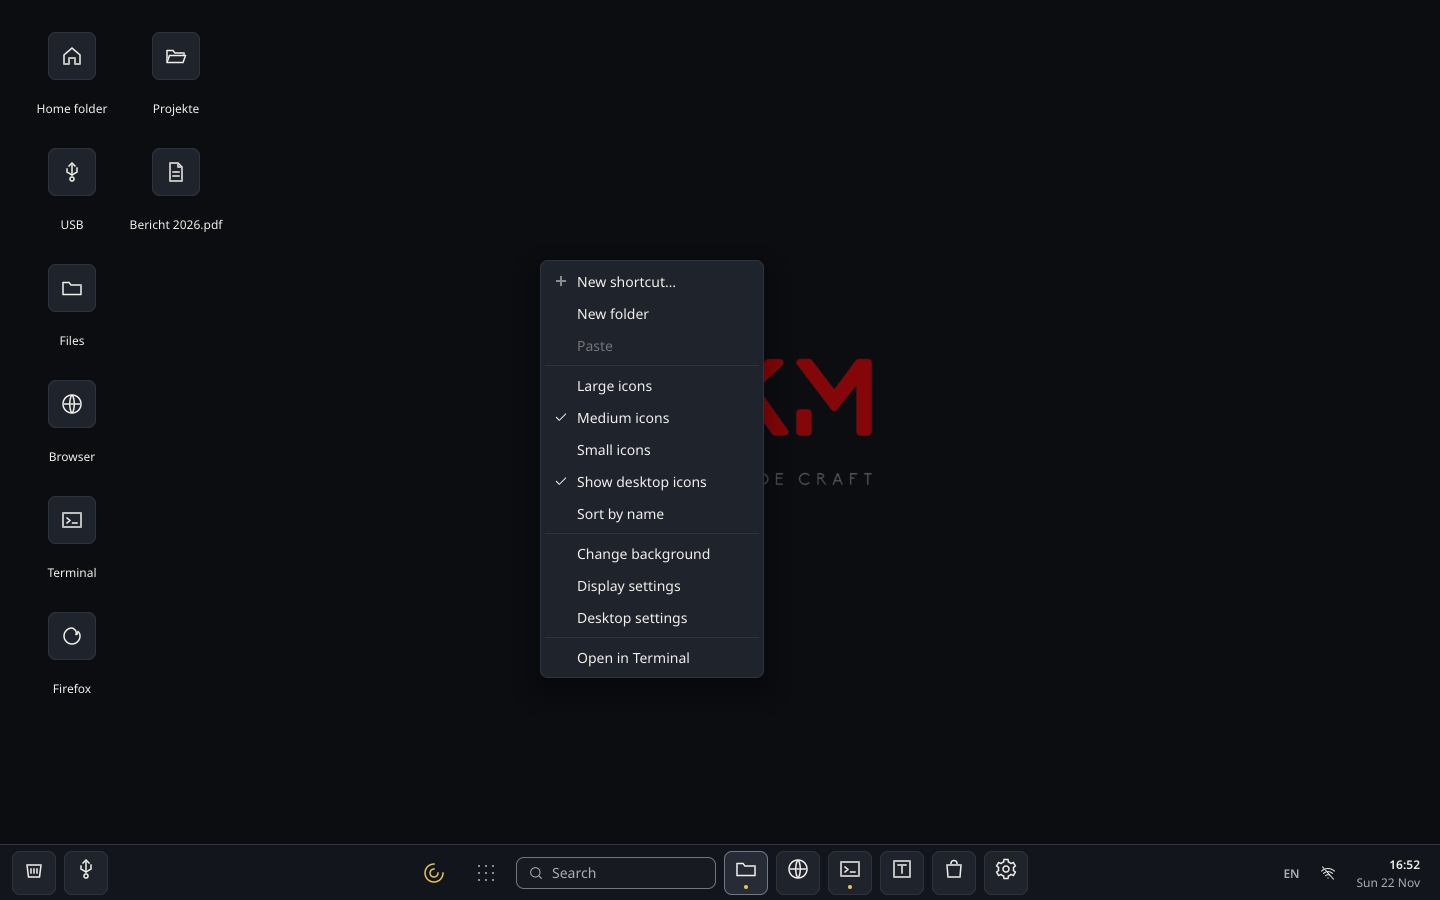 Home folder
Projekte
USB
Bericht 2026.pdf
Files
Browser
Terminal
Firefox
New shortcut...
New folder
Paste
Large icons
Medium icons
Small icons
Show desktop icons
Sort by name
Change background
Display settings
Desktop settings
Open in Terminal
CRAFT
Search
EN
16:52
Sun 22 Nov